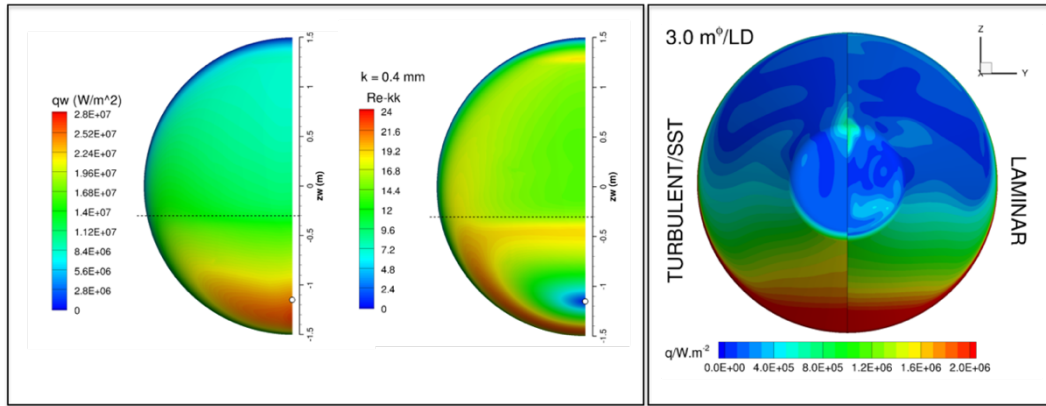 qw (W/m^2)
2.8E+07
2.52E+07
2.24E+07
1.96E+07
1.68E+07
1.4E+07
1.12E+07
8.4E+06
5.6E+06
2.8E+06
0
1.5
1
0.5
0
-0.5
-1
-1.5
zw (m)
k = 0.4 mm
Re-kk
24
21.6
19.2
16.8
14.4
12
9.6
7.2
4.8
2.4
0
1.5
1
0.5
0
-0.5
-1
-1.5
zw (m)
3.0 m^ϕ/LD
Z
X
Y
TURBULENT/SST
LAMINAR
q/W.m^-2
0.0E+00 4.0E+05 8.0E+05 1.2E+06 1.6E+06 2.0E+06